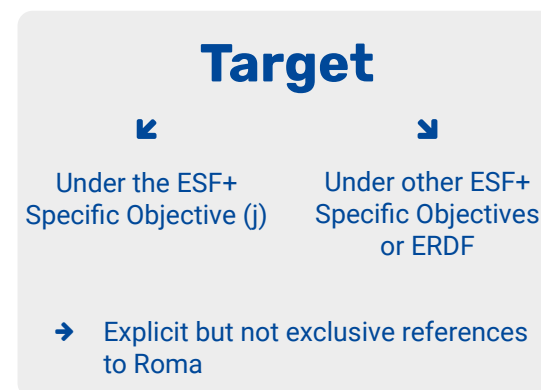 Target
Under the ESF+
Specific Objective (j)
Under other ESF+
Specific Objectives
or ERDF
Explicit but not exclusive references
to Roma